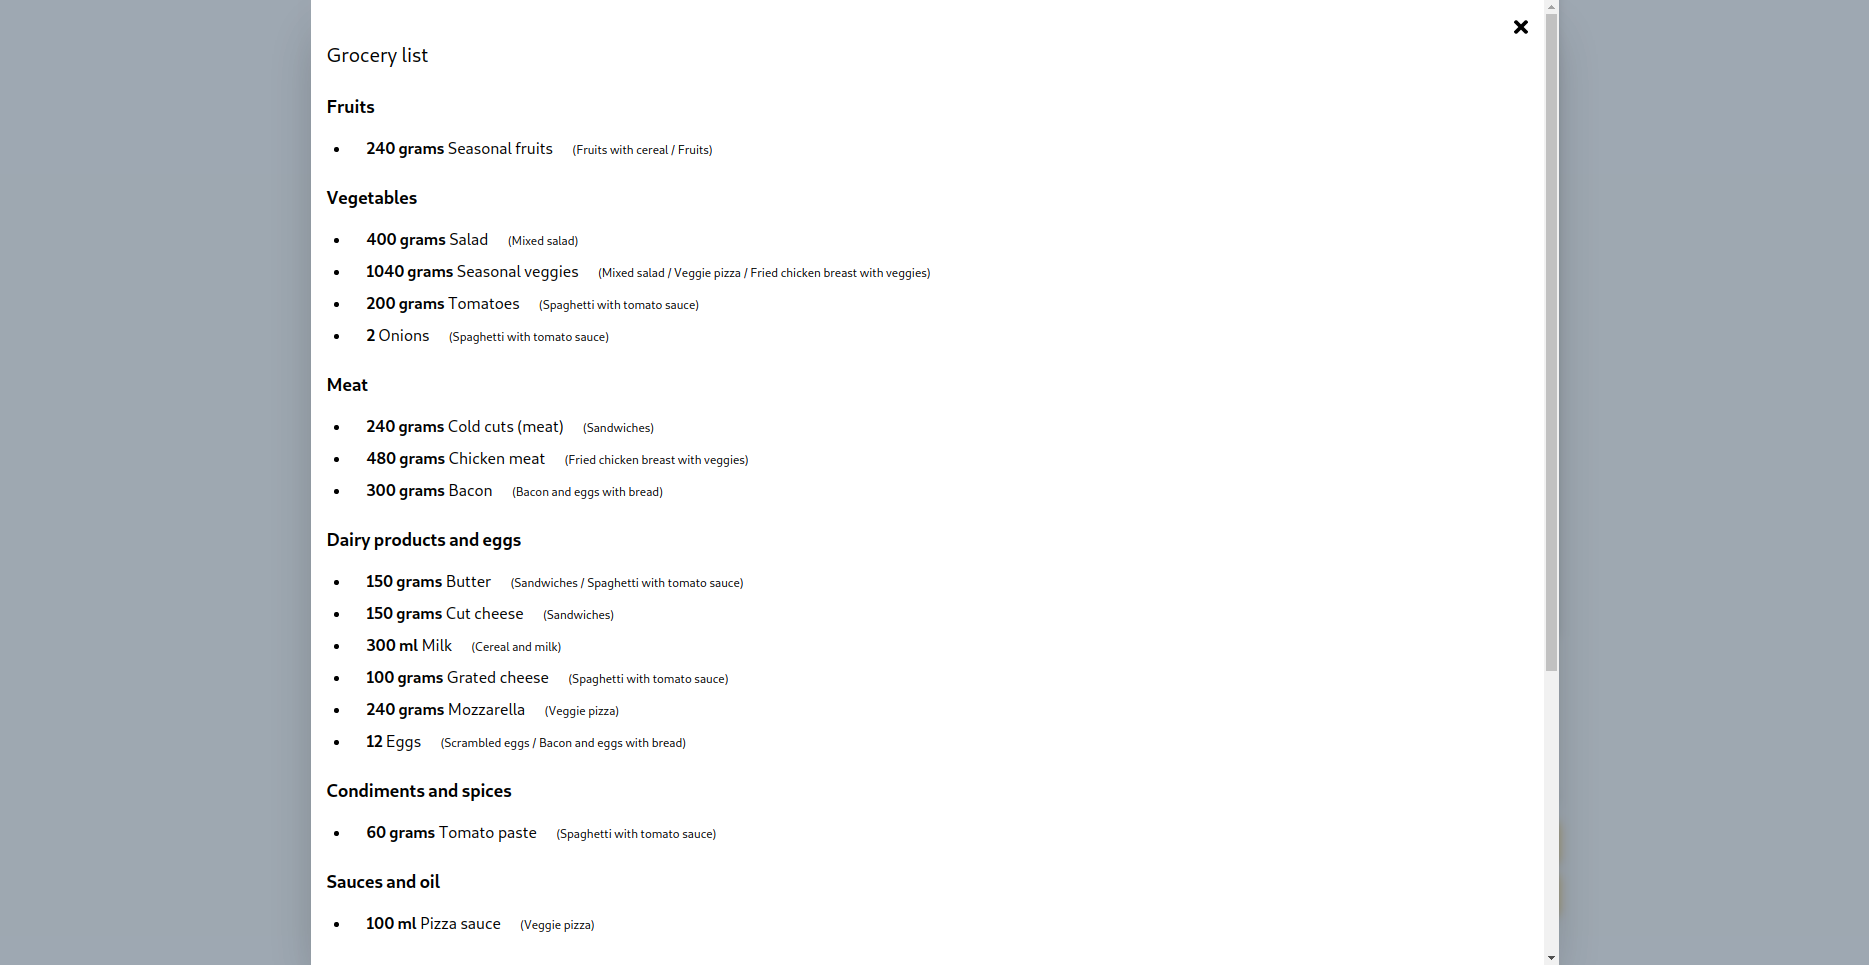 Grocery list
Fruits
240 grams Seasonal fruits (Fruits with cereal / Fruits)
Vegetables
400 grams Salad (Mixed salad)
1040 grams Seasonal veggies (Mixed salad / Veggie pizza / Fried chicken breast with veggies)
200 grams Tomatoes (Spaghetti with tomato sauce)
2 Onions (Spaghetti with tomato sauce)
Meat
240 grams Cold cuts (meat) (Sandwiches)
480 grams Chicken meat (Fried chicken breast with veggies)
300 grams Bacon (Bacon and eggs with bread)
Dairy products and eggs
150 grams Butter (Sandwiches / Spaghetti with tomato sauce)
150 grams Cut cheese (Sandwiches)
300 ml Milk (Cereal and milk)
100 grams Grated cheese (Spaghetti with tomato sauce)
240 grams Mozzarella (Veggie pizza)
12 Eggs (Scrambled eggs / Bacon and eggs with bread)
Condiments and spices
60 grams Tomato paste (Spaghetti with tomato sauce)
Sauces and oil
100 ml Pizza sauce (Veggie pizza)